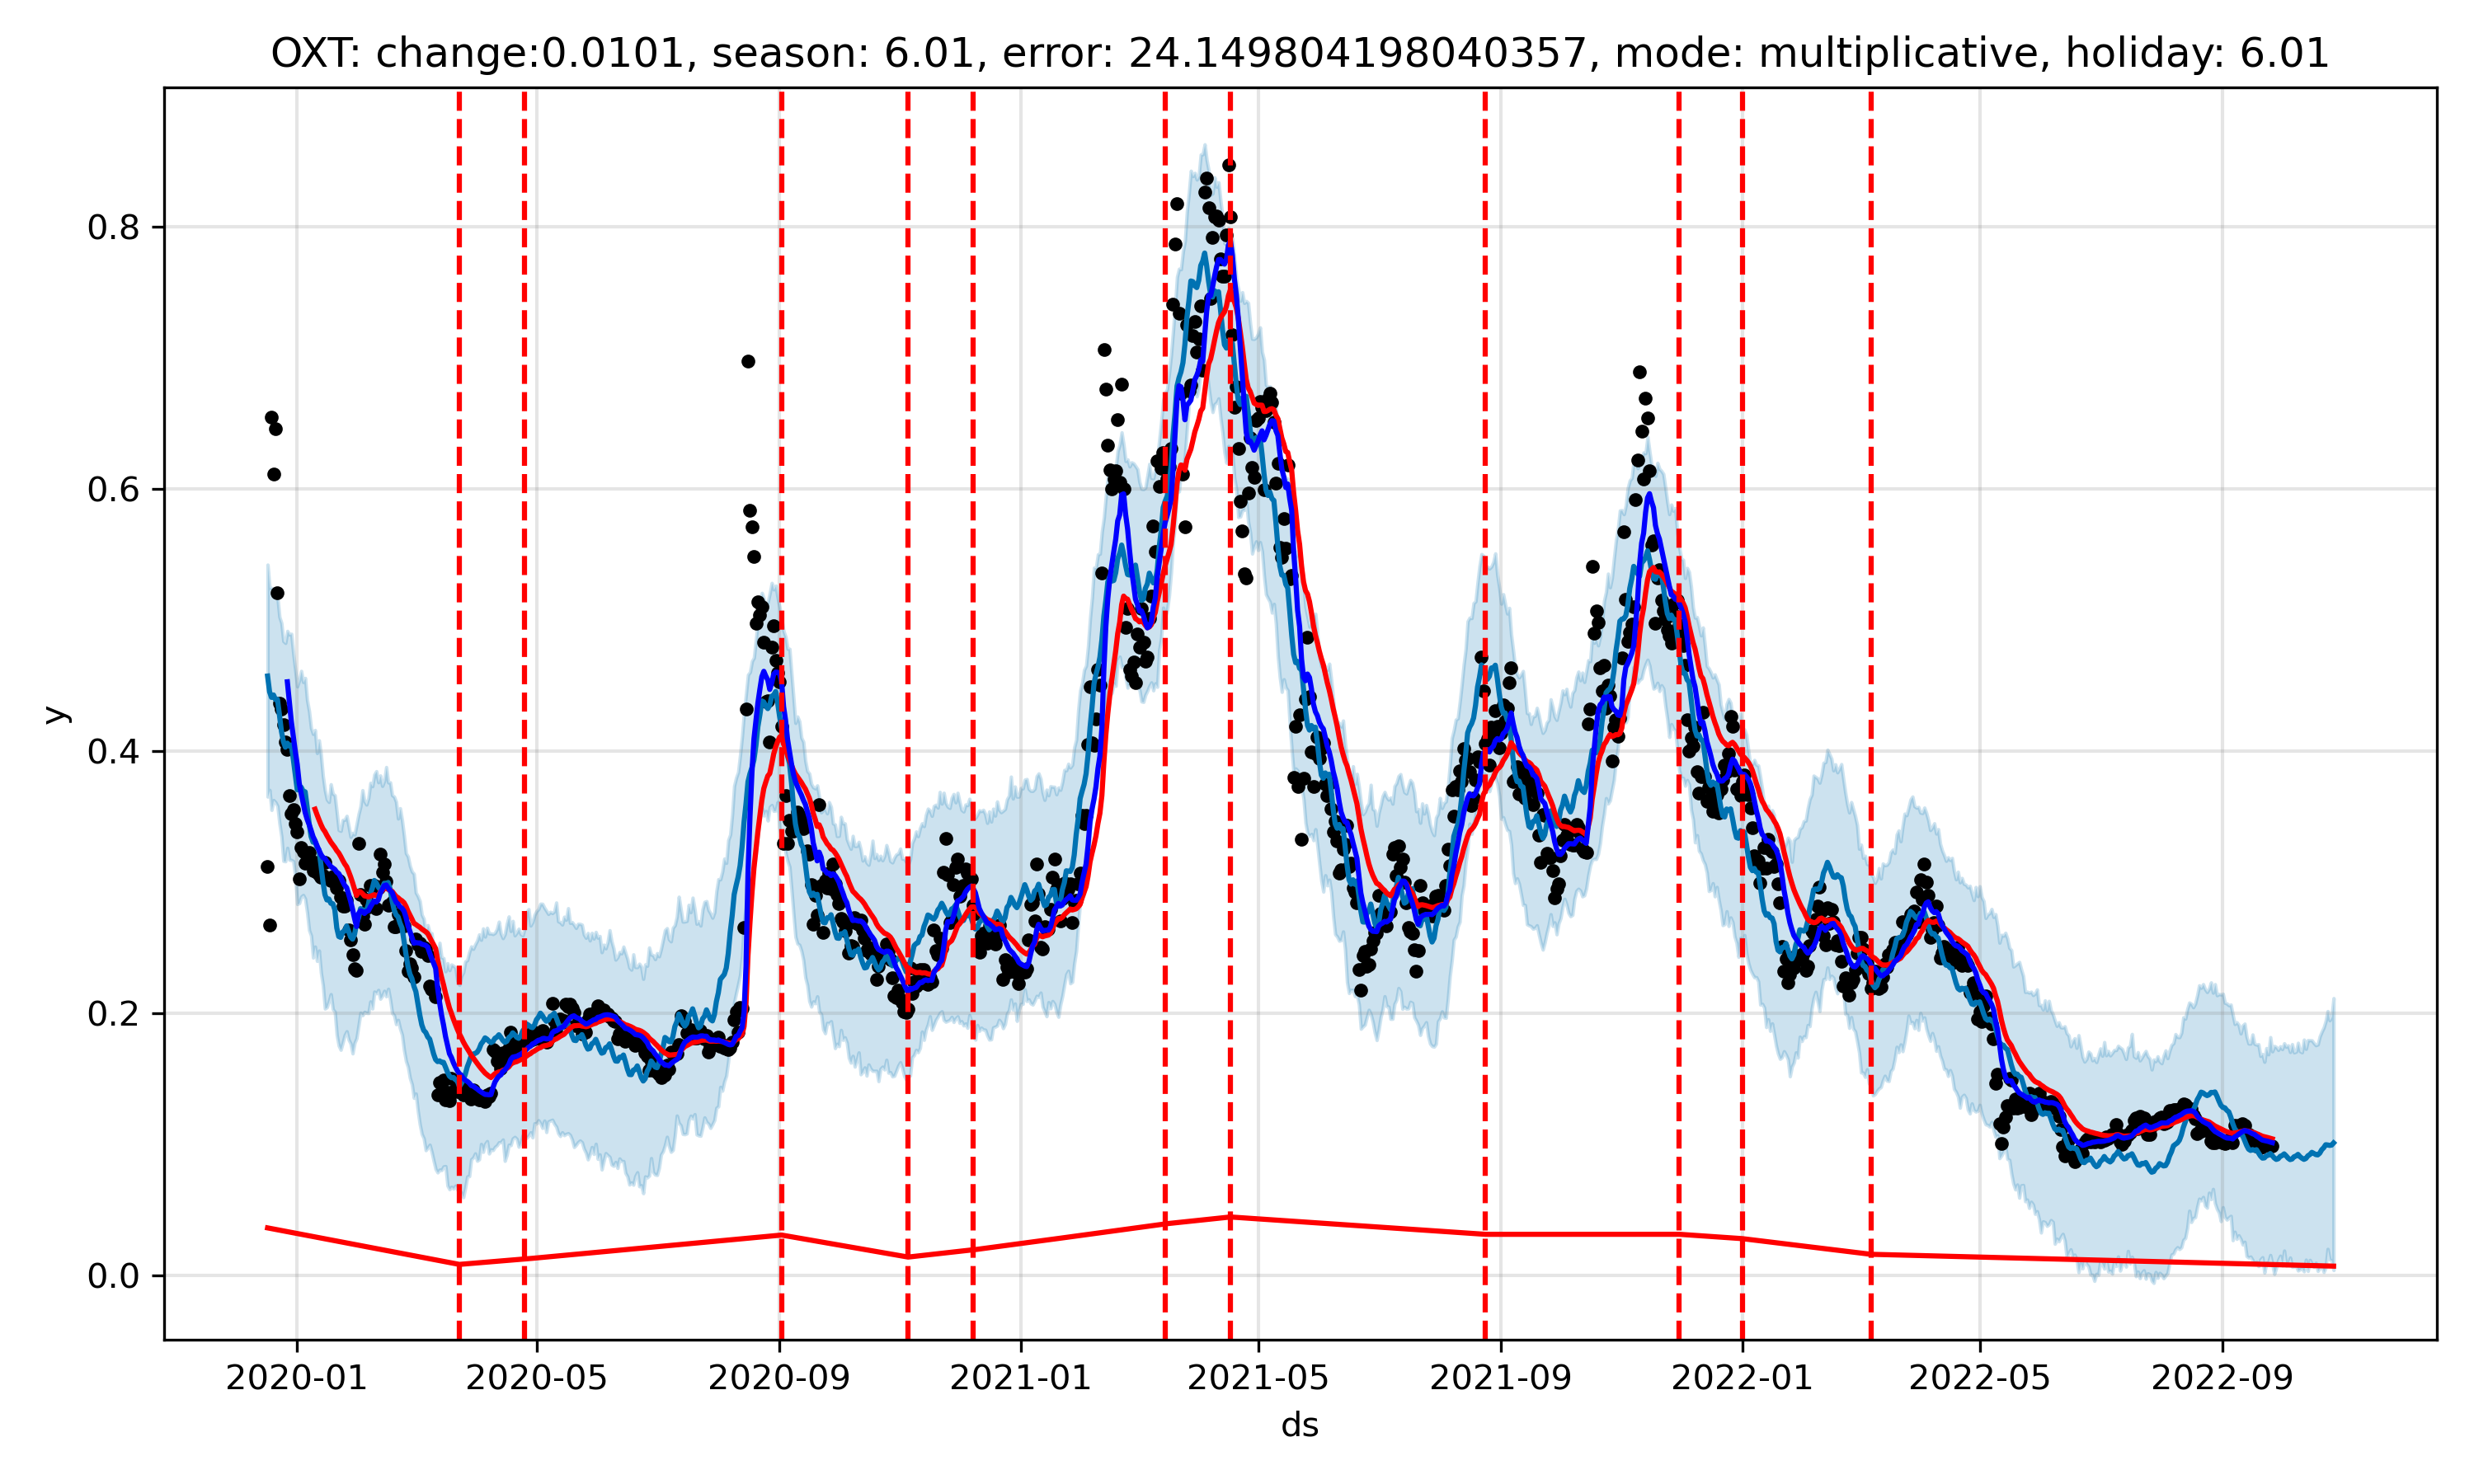 OXT: change:0.0101, season: 6.01, error: 24.149804198040357, mode: multiplicative, holiday: 6.01
y
0.8
0.6
0.4
0.2
0.0
2020-01 2020-05 2020-09 2021-01 2021-05 2021-09 2022-01 2022-05 2022-09
ds